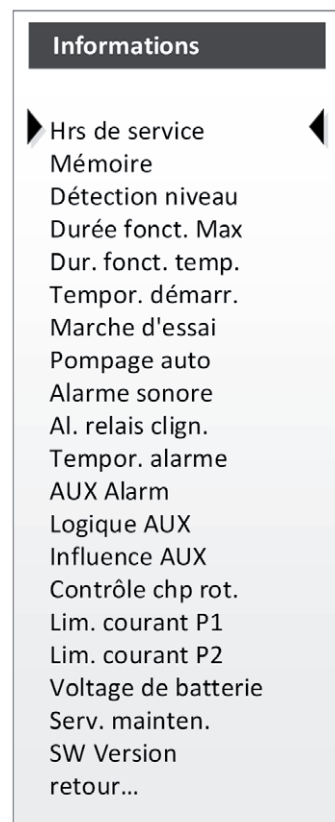 Informations
Hrs de service
Mémoire
Détection niveau
Durée fonct. Max
Dur. fonct. temp.
Tempor. démarr.
Marche d'essai
Pompage auto
Alarme sonore
Al. relais clign.
Tempor. alarme
AUX Alarm
Logique AUX
Influence AUX
Contrôle chp rot.
Lim. courant P1
Lim. courant P2
Voltage de batterie
Serv. mainten.
SW Version
retour...